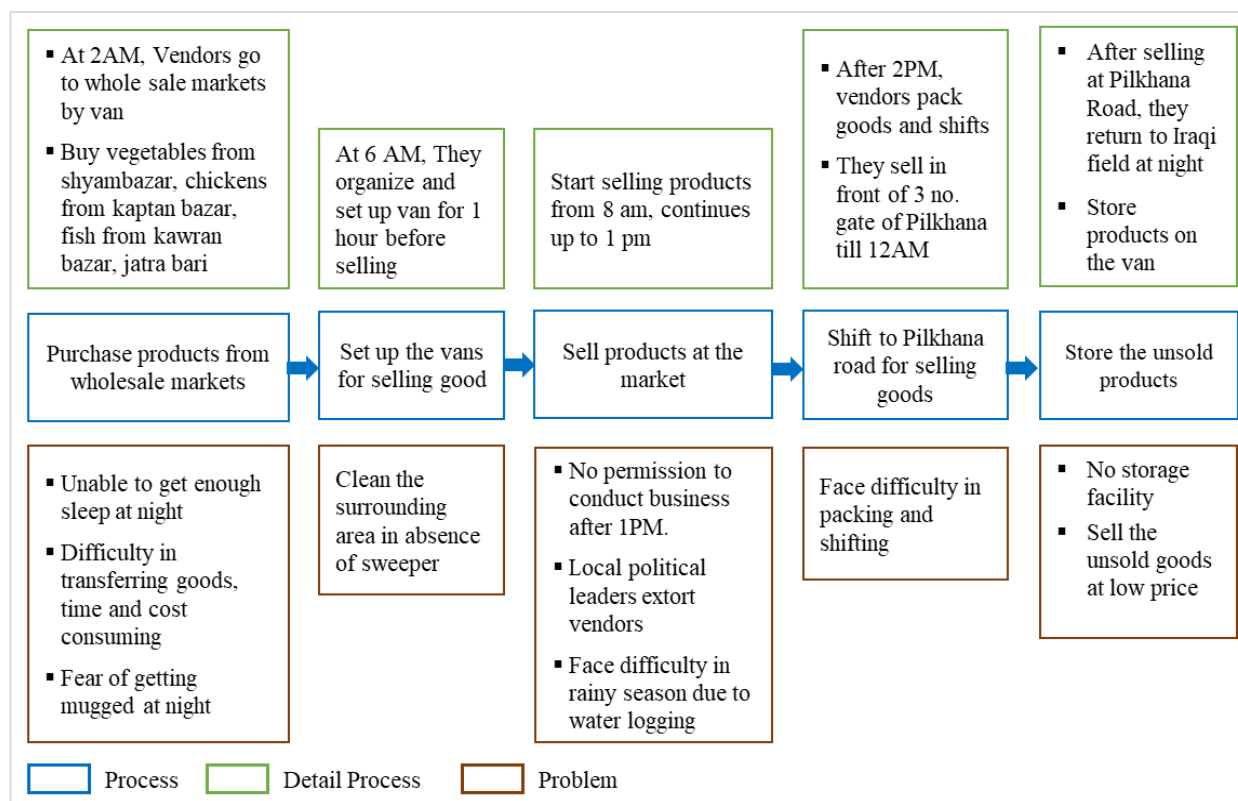 ▪ At 2AM, Vendors go
to whole sale markets
by van
▪ Buy vegetables from
shyambazar, chickens
from kaptan bazar,
fish from kawran
bazar, jatra bari
At 6 AM, They
organize and
set up van for 1
hour before
selling
Start selling products
from 8 am, continues
up to 1 pm
▪ After 2PM,
vendors pack
goods and shifts
▪ They sell in
front of 3 no.
gate of Pilkhana
till 12AM
▪ After selling
at Pilkhana
Road, they
return to Iraqi
field at night
▪ Store
products on
the van
Purchase products from
wholesale markets
Set up the vans
for selling good
Sell products at the
market
Shift to Pilkhana
road for selling
goods
Store the unsold
products
▪ Unable to get enough
sleep at night
▪ Difficulty in
transferring goods,
time and cost
consuming
▪ Fear of getting
mugged at night
Clean the
surrounding
area in absence
of sweeper
▪ No permission to
conduct business
after 1PM.
▪ Local political
leaders extort
vendors
▪ Face difficulty in
rainy season due to
water logging
Face difficulty in
packing and
shifting
▪ No storage
facility
▪ Sell the
unsold goods
at low price
Process
Detail Process
Problem